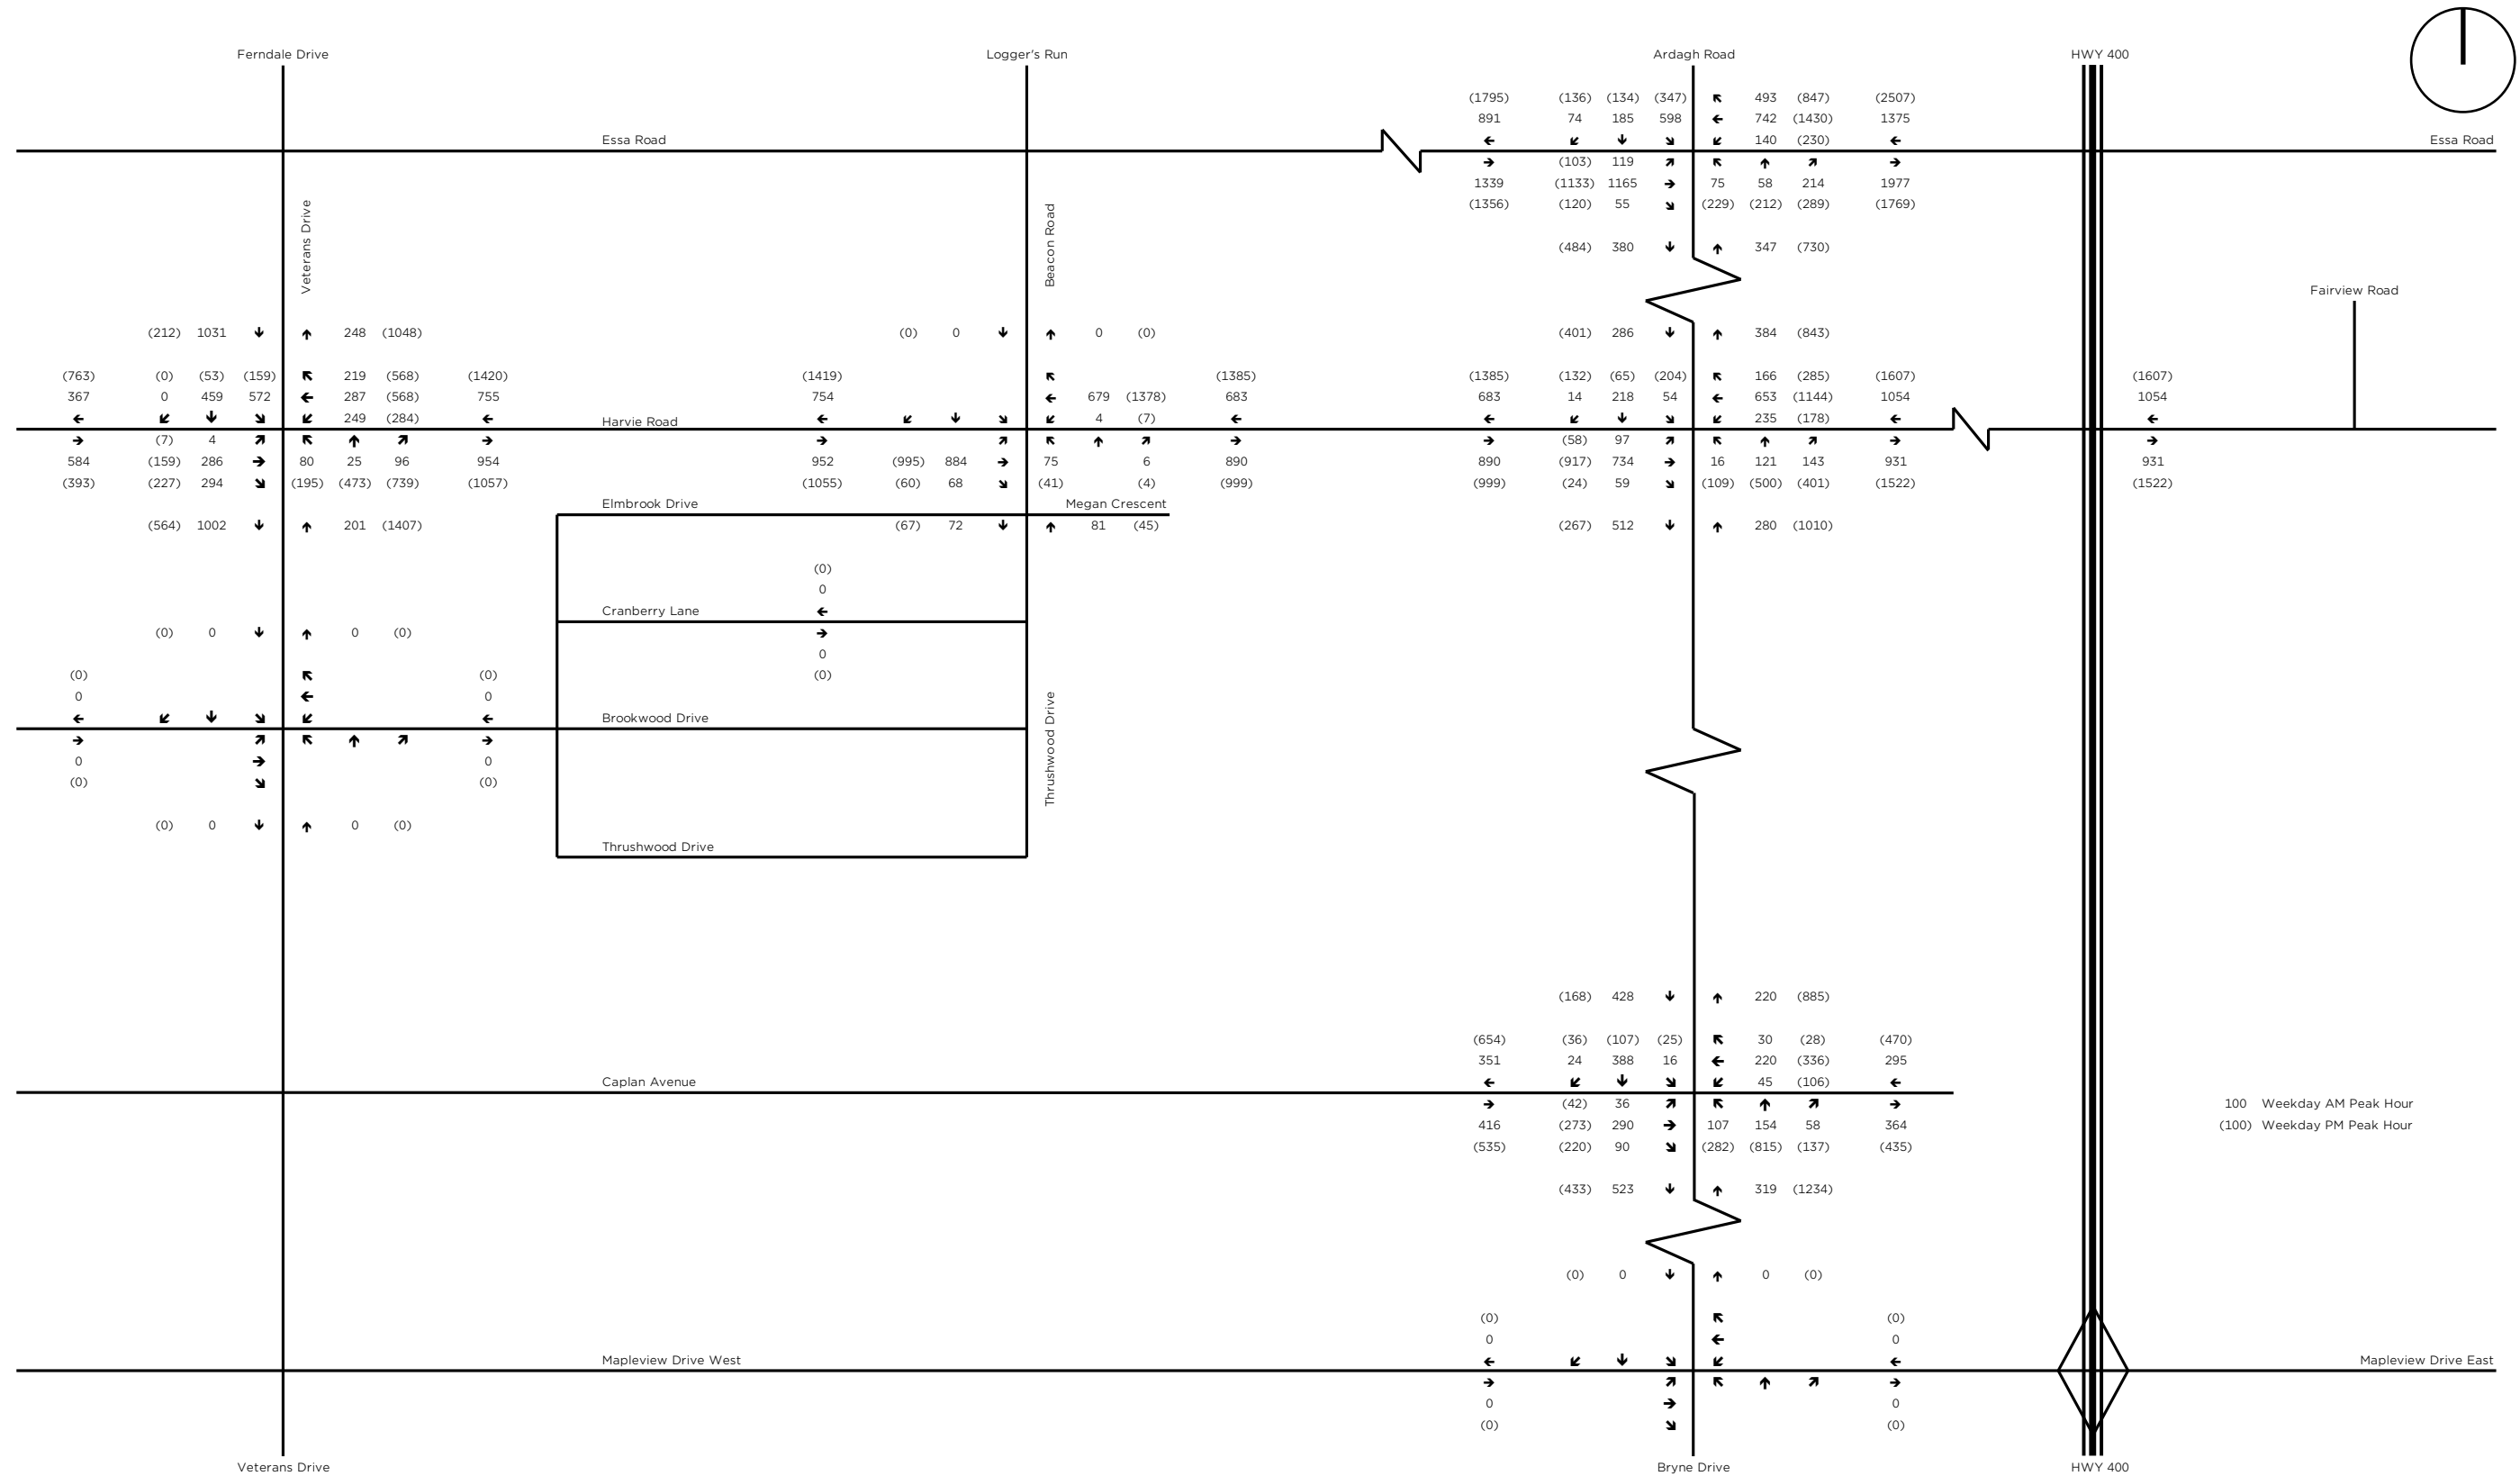 Ferndale Drive Logger's Run Ardagh Road HWY 400
(1795) (136) (134) (347) 493 (847) (2507)
891 74 185 598 742 (1430) 1375
Essa Road 140 (230) Essa Road
(103) 119
1339 (1133) 1165 75 58 214 1977
(1356) (120) 55 (229) (212) (289) (1769)
Veterans Drive
Beacon Road
(484) 380 347 (730)
Fairview Road
(212) 1031 248 (1048) (0) 0 0 (0) (401) 286 384 (843)
(763) (0) (53) (159) 219 (568) (1420) (1419) (1385) (1385) (132) (65) (204) 166 (285) (1607) (1607)
367 0 459 572 287 (568) 755 754 679 (1378) 683 683 14 218 54 653 (1144) 1054 1054
249 (284) Harvie Road 4 (7) 235 (178)
(7) 4 (58) 97
584 (159) 286 80 25 96 954 952 (995) 884 75 6 890 890 (917) 734 16 121 143 931 931
(393) (227) 294 (195) (473) (739) (1057) (1055) (60) 68 (41) (4) (999) (999) (24) 59 (109) (500) (401) (1522) (1522)
Elmbrook Drive Megan Crescent
(564) 1002 201 (1407) (67) 72 81 (45) (267) 512 280 (1010)
(0)
0
Cranberry Lane
(0) 0 0 (0)
0
(0) (0) (0)
0 0
Brookwood Drive
Thrushwood Drive
0 0
(0) (0)
(0) 0 0 (0)
Thrushwood Drive
(168) 428 220 (885)
(654) (36) (107) (25) 30 (28) (470)
351 24 388 16 220 (336) 295
Caplan Avenue 45 (106)
(42) 36 100 Weekday AM Peak Hour
416 (273) 290 107 154 58 364 (100) Weekday PM Peak Hour
(535) (220) 90 (282) (815) (137) (435)
(433) 523 319 (1234)
(0) 0 0 (0)
(0) (0)
0 0
Mapleview Drive West Mapleview Drive East
0 0
(0) (0)
Veterans Drive Bryne Drive HWY 400